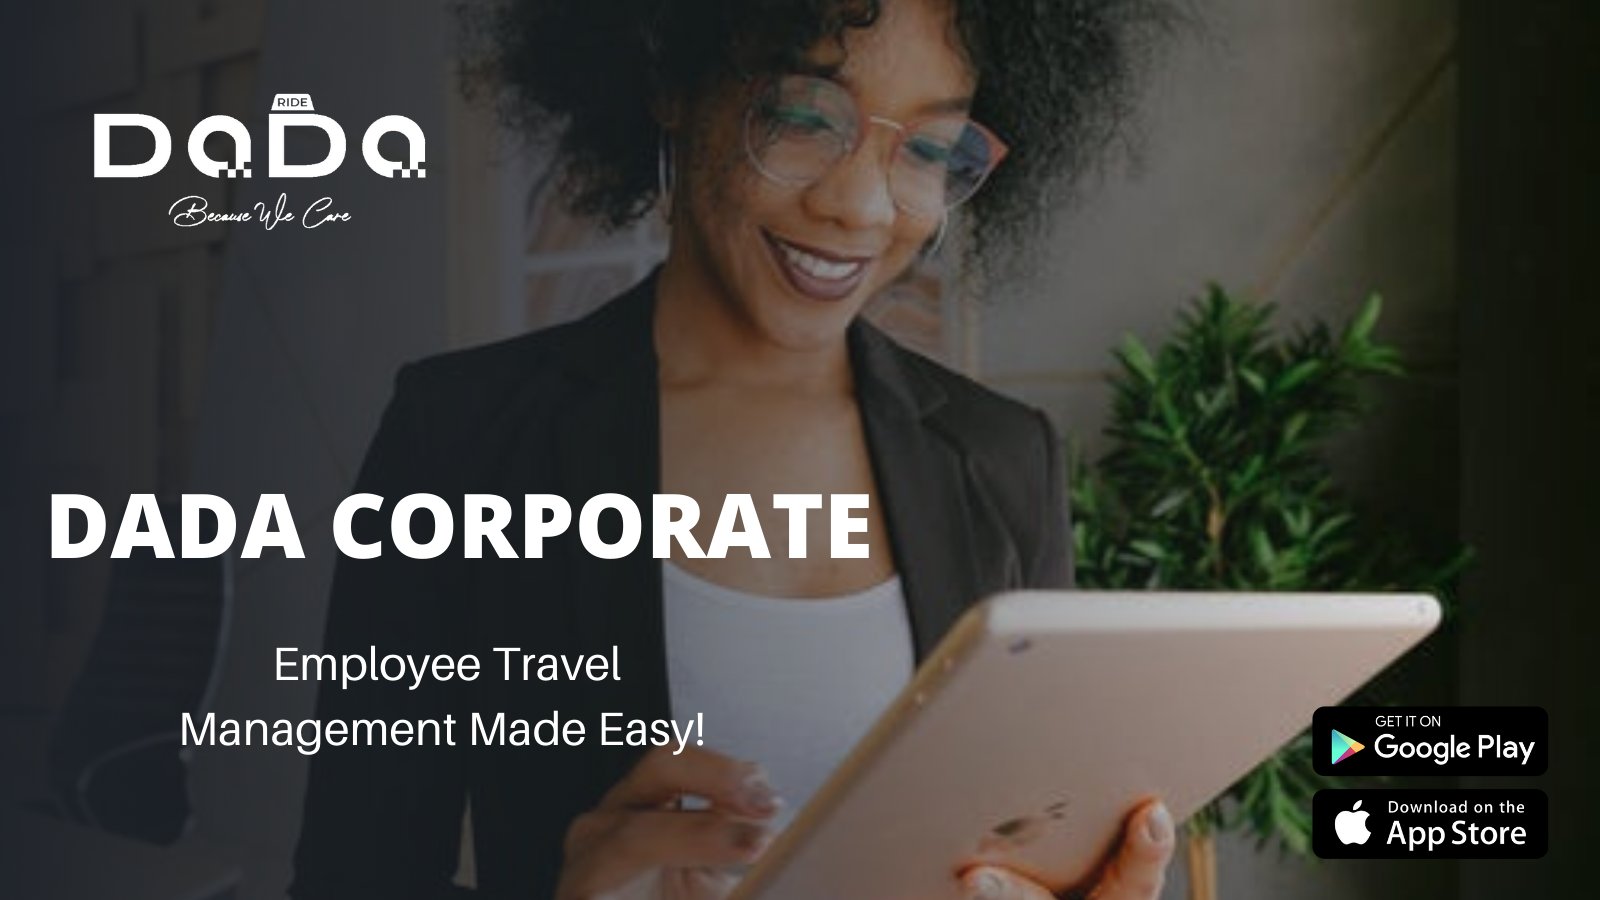 RIDE
DaDa
Because We Care
DADA CORPORATE
Employee Travel
Management Made Easy!
GET IT ON
Google Play
Download on the
App Store